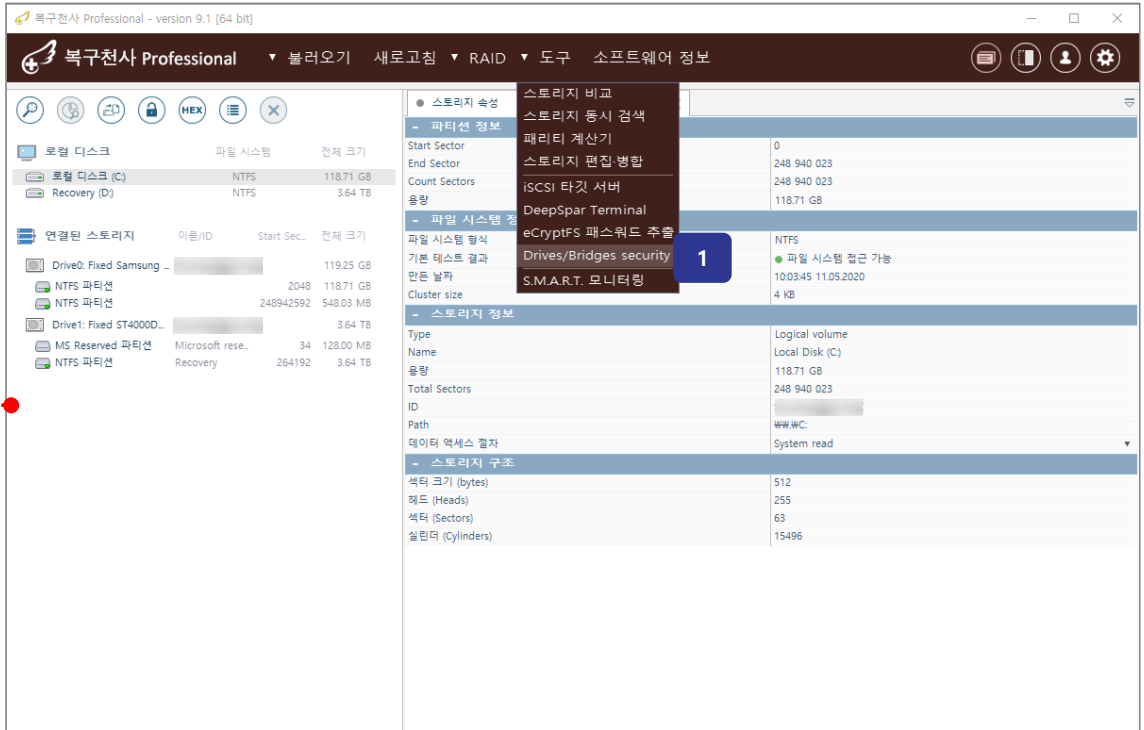 복구천사 Professional - version 9.1 [64 bit]
복구천사 Professional ▼ 불러오기 새로고침 ▼ RAID ▼ 도구 소프트웨어 정보
HEX
로컬 디스크 파일 시스템 전체 크기
로컬 디스크 (C:) NTFS 118.71 GB
Recovery (D:) NTFS 3.64 TB
연결된 스토리지 이름/ID Start Sec... 전체 크기
Drive0: Fixed Samsung ... 119.25 GB
NTFS 파티션 2048 118.71 GB
NTFS 파티션 248942592 548.03 MB
Drive1: Fixed ST4000D... 3.64 TB
MS Reserved 파티션 Microsoft rese... 34 128.00 MB
NTFS 파티션 Recovery 264192 3.64 TB
스토리지 비교
스토리지 동시 검색
패리티 계산기
스토리지 편집·병합
iSCSI 타깃 서버
DeepSpar Terminal
eCryptFS 패스워드 추출
Drives/Bridges security
S.M.A.R.T. 모니터링
1
스토리지 속성
- 파티션 정보
Start Sector 0
End Sector 248 940 023
Count Sectors 248 940 023
용량 118.71 GB
- 파일 시스템 정
파일 시스템 형식 NTFS
기본 테스트 결과 파일 시스템 접근 가능
만든 날짜 10:03:45 11.05.2020
Cluster size 4 KB
- 스토리지 정보
Type Logical volume
Name Local Disk (C:)
용량 118.71 GB
Total Sectors 248 940 023
ID
Path ₩₩.₩C:
데이터 액세스 절차 System read ▼
- 스토리지 구조
섹터 크기 (bytes) 512
헤드 (Heads) 255
섹터 (Sectors) 63
실린더 (Cylinders) 15496